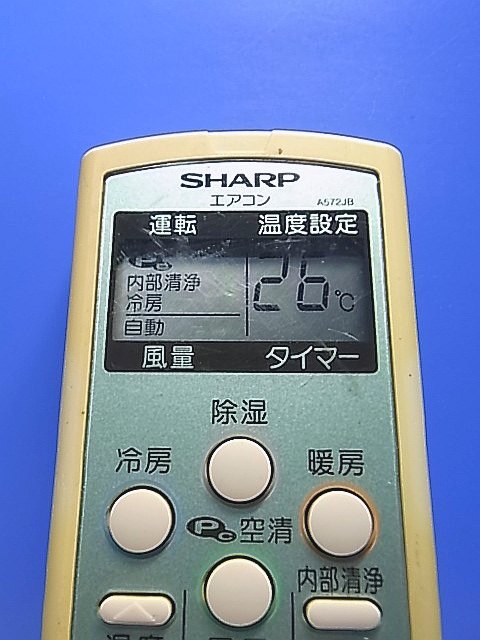 SHARP
エアコン A572JB
運転 温度設定
Pc
内部清浄
冷房
26℃
自動
風量 タイマー
除湿
冷房 暖房
Pc 空清
内部清浄